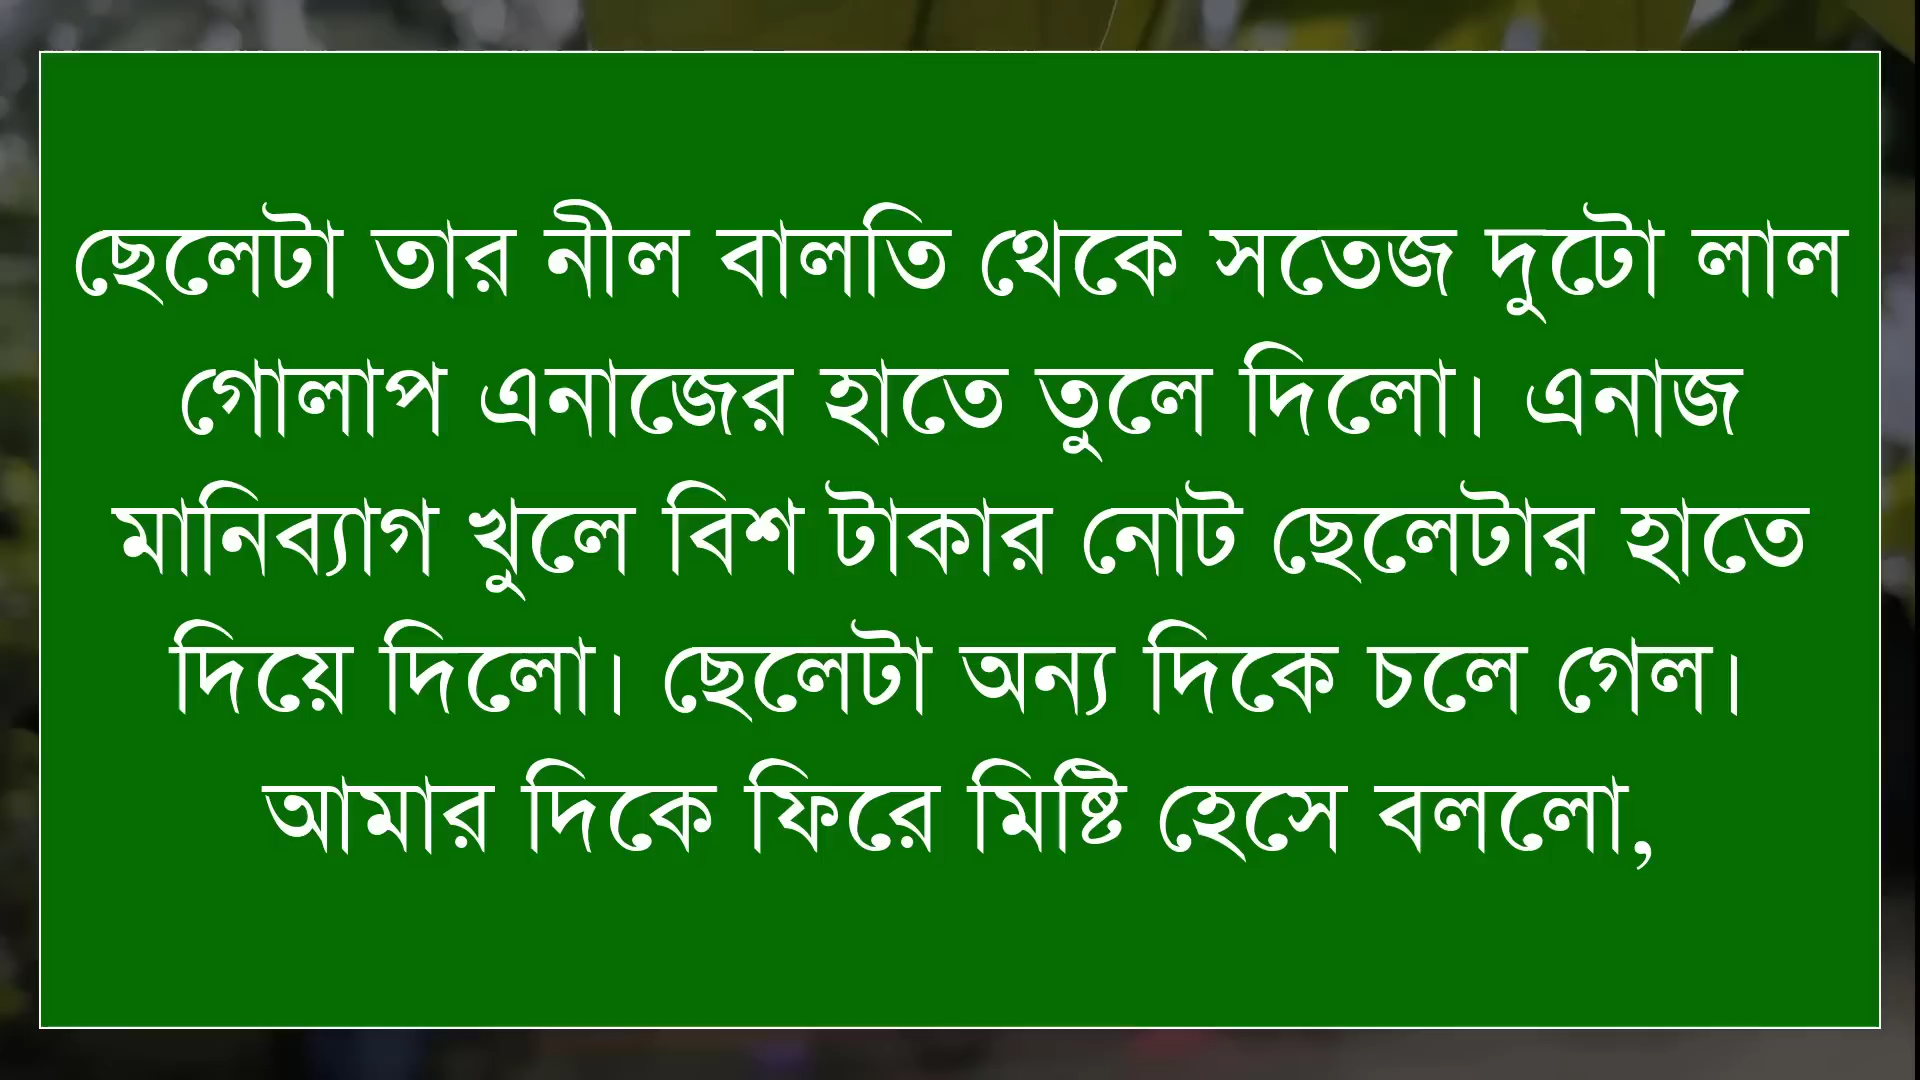 ছেলেটা তার নীল বালতি থেকে সতেজ দুটো লাল
গোলাপ এনাজের হাতে তুলে দিলো। এনাজ
মানিব্যাগ খুলে বিশ টাকার নোট ছেলেটার হাতে
দিয়ে দিলো। ছেলেটা অন্য দিকে চলে গেল।
আমার দিকে ফিরে মিষ্টি হেসে বললো,